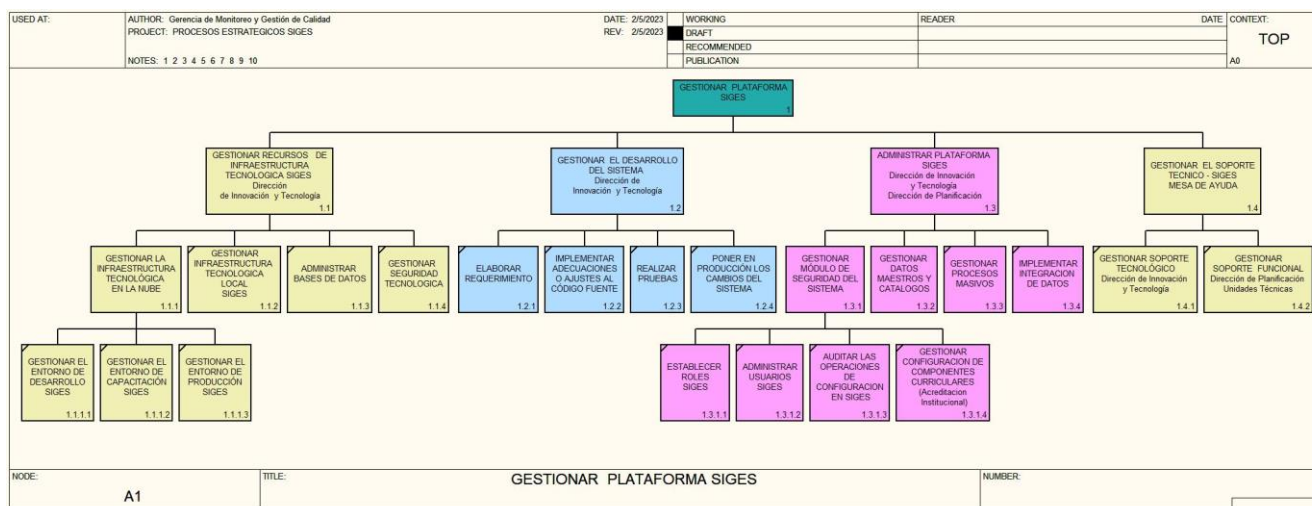 USED AT:
AUTHOR: Gerencia de Monitoreo y Gestión de Calidad
DATE: 2/5/2023
PROJECT: PROCESOS ESTRATEGICOS SIGES
REV: 2/5/2023
NOTES: 1 2 3 4 5 6 7 8 9 10
WORKING
DRAFT
RECOMMENDED
PUBLICATION
READER
DATE
CONTEXT:
TOP
A0
GESTIONAR PLATAFORMA
SIGES
1
GESTIONAR RECURSOS DE
INFRAESTRUCTURA
TECNOLOGICA SIGES
Dirección
de Innovación y Tecnología
1.1
GESTIONAR EL DESARROLLO
DEL SISTEMA
Dirección de
Innovación y Tecnología
1.2
ADMINISTRAR PLATAFORMA
SIGES
Dirección de Innovación
y Tecnología
Dirección de Planificación
1.3
GESTIONAR EL SOPORTE
TECNICO - SIGES
MESA DE AYUDA
1.4
GESTIONAR LA
INFRAESTRUCTURA
TECNOLÓGICA
EN LA NUBE
1.1.1
GESTIONAR
INFRAESTRUCTURA
TECNOLOGICA
LOCAL
SIGES
1.1.2
ADMINISTRAR
BASES DE DATOS
1.1.3
GESTIONAR
SEGURIDAD
TECNOLOGICA
1.1.4
ELABORAR
REQUERIMIENTO
1.2.1
IMPLEMENTAR
ADECUACIONES
O AJUSTES AL
CÓDIGO FUENTE
1.2.2
REALIZAR
PRUEBAS
1.2.3
PONER EN
PRODUCCIÓN LOS
CAMBIOS DEL
SISTEMA
1.2.4
GESTIONAR
MÓDULO DE
SEGURIDAD DEL
SISTEMA
1.3.1
GESTIONAR
DATOS
MAESTROS Y
CATALOGOS
1.3.2
GESTIONAR
PROCESOS
MASIVOS
1.3.3
IMPLEMENTAR
INTEGRACION
DE DATOS
1.3.4
GESTIONAR SOPORTE
TECNOLÓGICO
Dirección de Innovación
y Tecnología
1.4.1
GESTIONAR
SOPORTE FUNCIONAL
Dirección de Planificación
Unidades Técnicas
1.4.2
GESTIONAR EL
ENTORNO DE
DESARROLLO
SIGES
1.1.1.1
GESTIONAR EL
ENTORNO DE
CAPACITACIÓN
SIGES
1.1.1.2
GESTIONAR EL
ENTORNO DE
PRODUCCIÓN
SIGES
1.1.1.3
ESTABLECER
ROLES
SIGES
1.3.1.1
ADMINISTRAR
USUARIOS
SIGES
1.3.1.2
AUDITAR LAS
OPERACIONES
DE
CONFIGURACION
EN SIGES
1.3.1.3
GESTIONAR
CONFIGURACION DE
COMPONENTES
CURRICULARES
(Acreditacion
Institucional)
1.3.1.4
NODE:
A1
TITLE:
GESTIONAR PLATAFORMA SIGES
NUMBER: